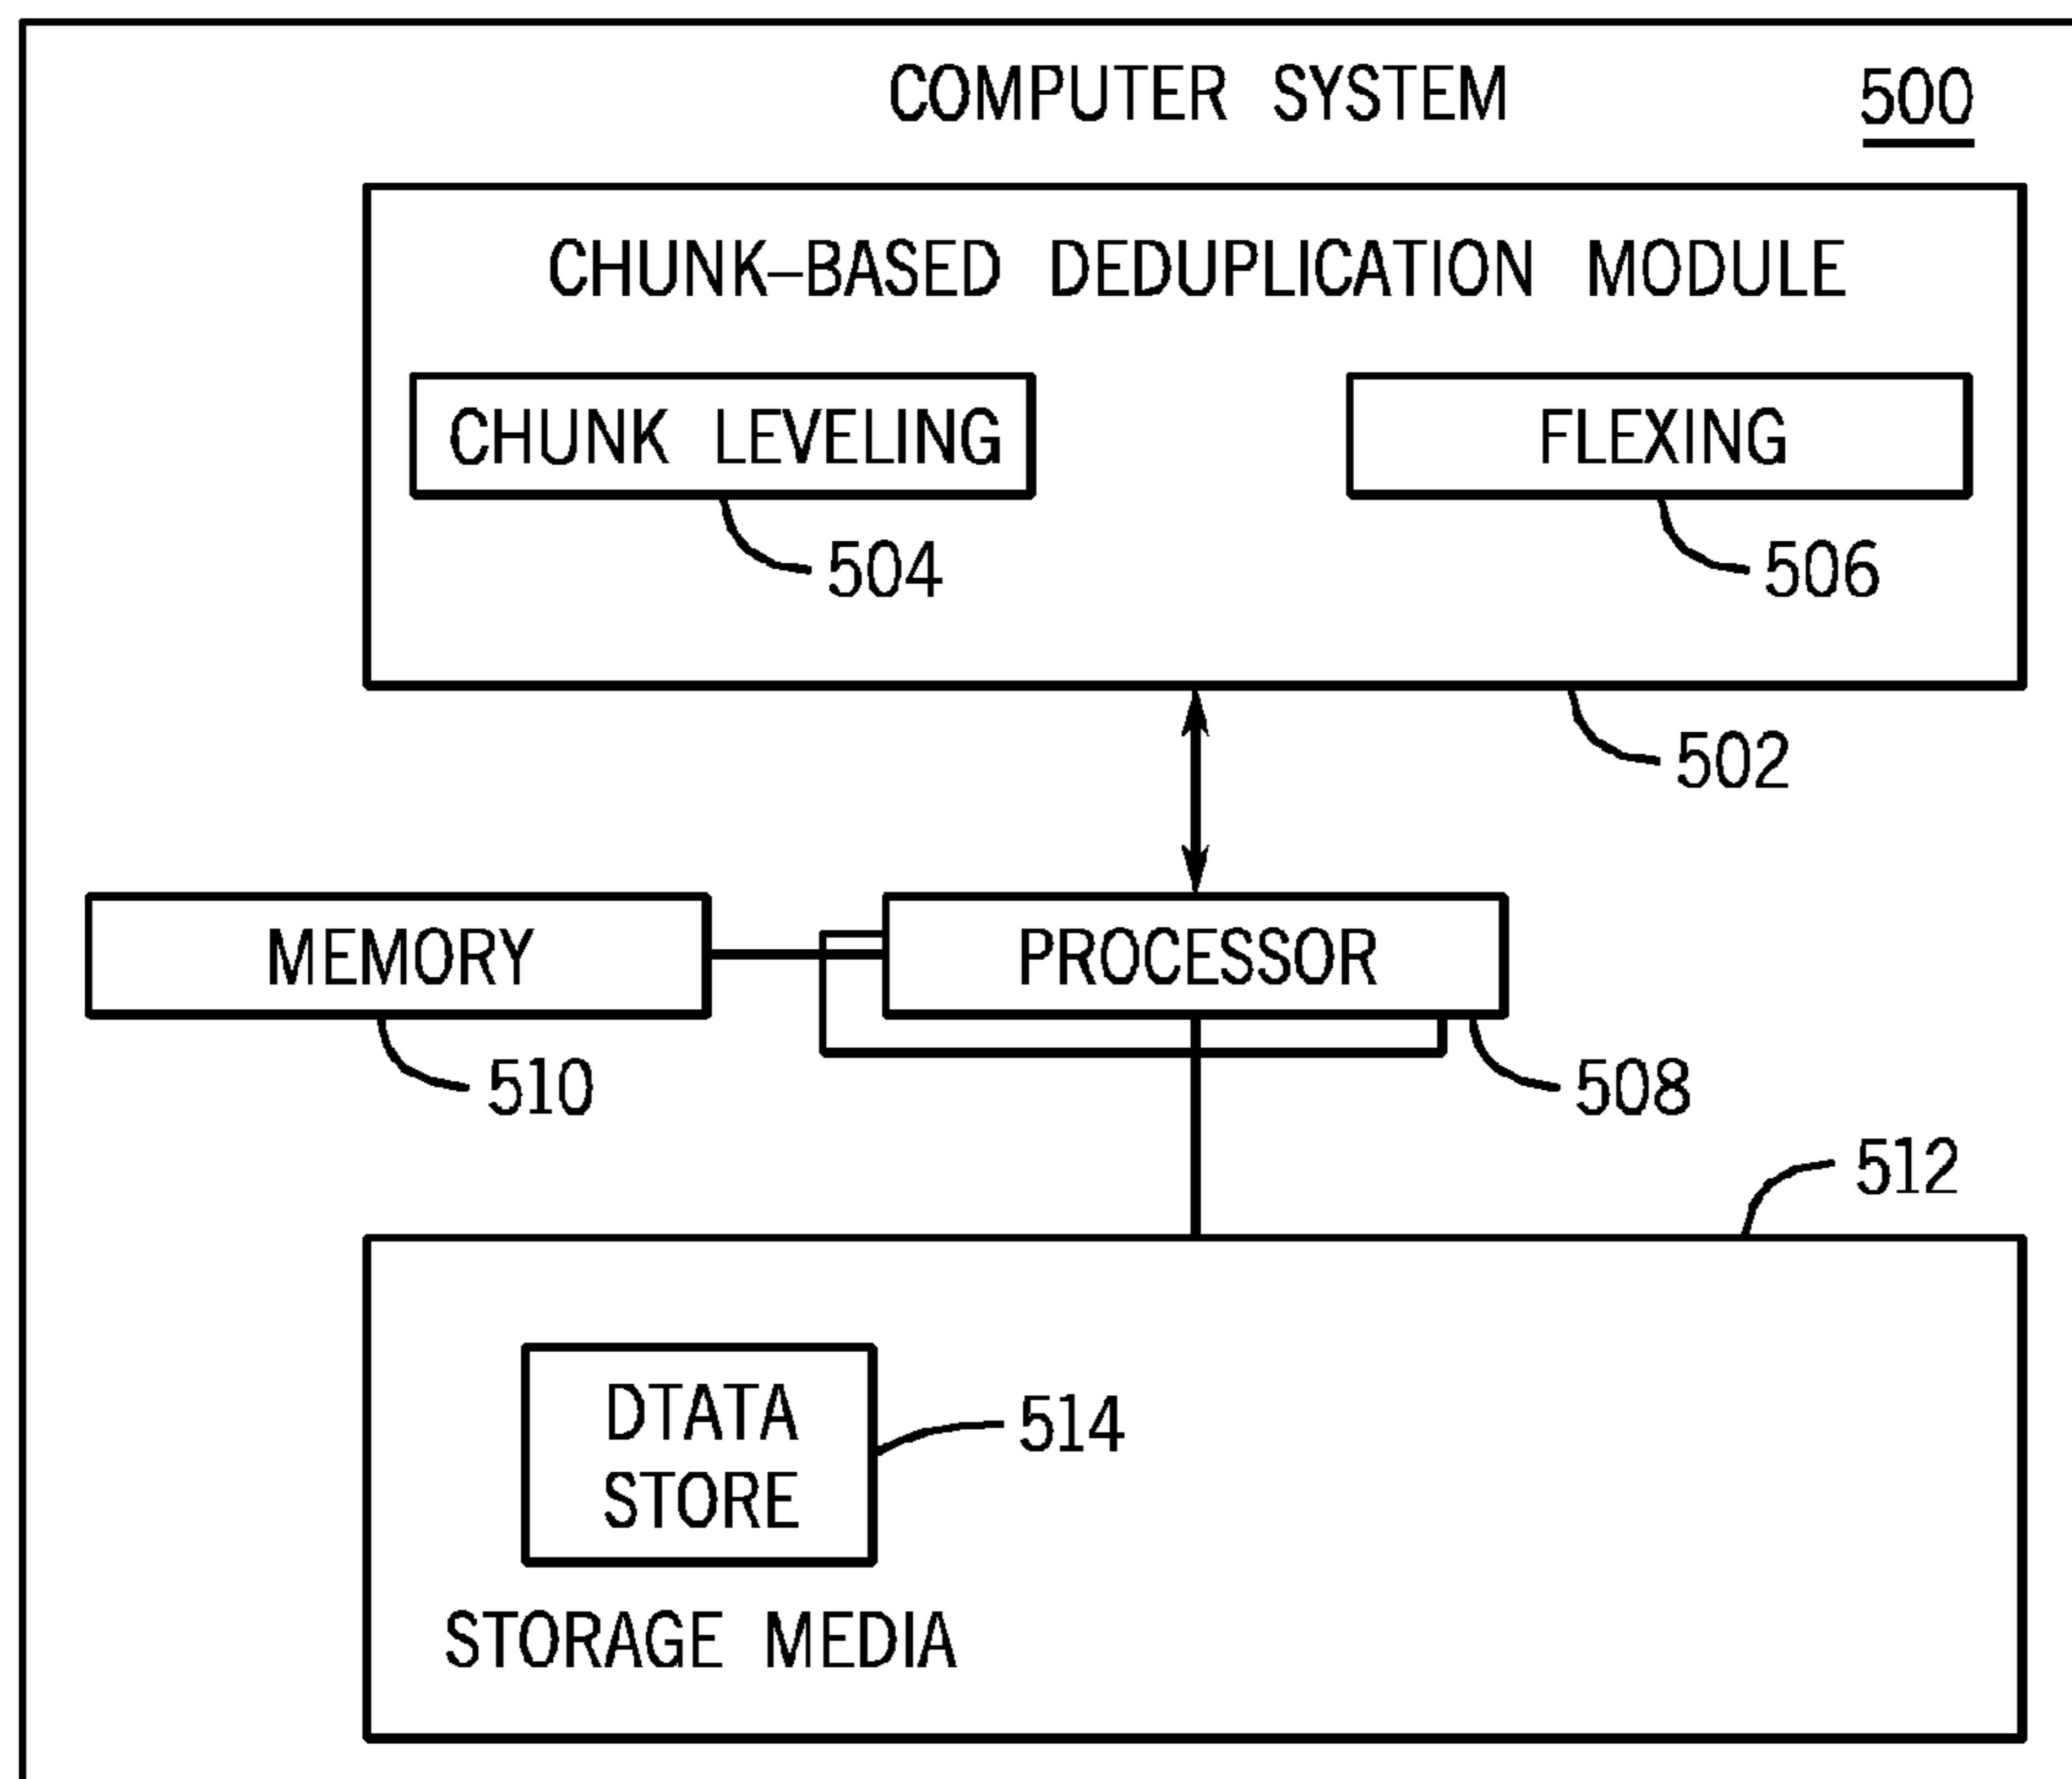 COMPUTER SYSTEM
500
CHUNK-BASED DEDUPLICATION MODULE
CHUNK LEVELING
FLEXING
504
506
502
MEMORY
PROCESSOR
510
508
512
DTATA
STORE
514
STORAGE MEDIA